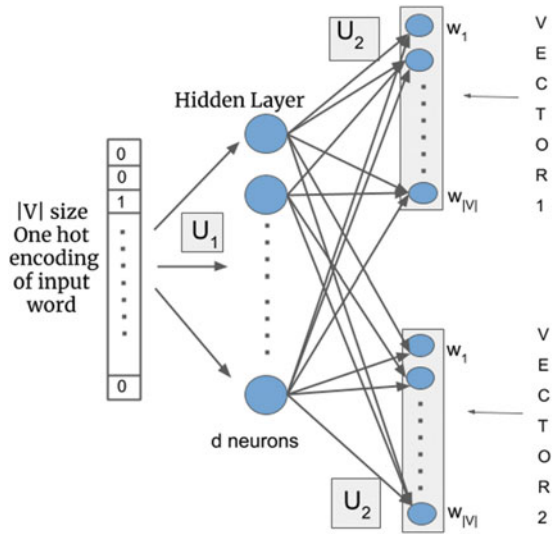 U2
w1
Hidden Layer
0
0
1
|V| size
One hot
encoding
of input
word
U1
w|V|
V
E
C
T
O
R
1
0
d neurons
w1
U2
w|V|
V
E
C
T
O
R
2